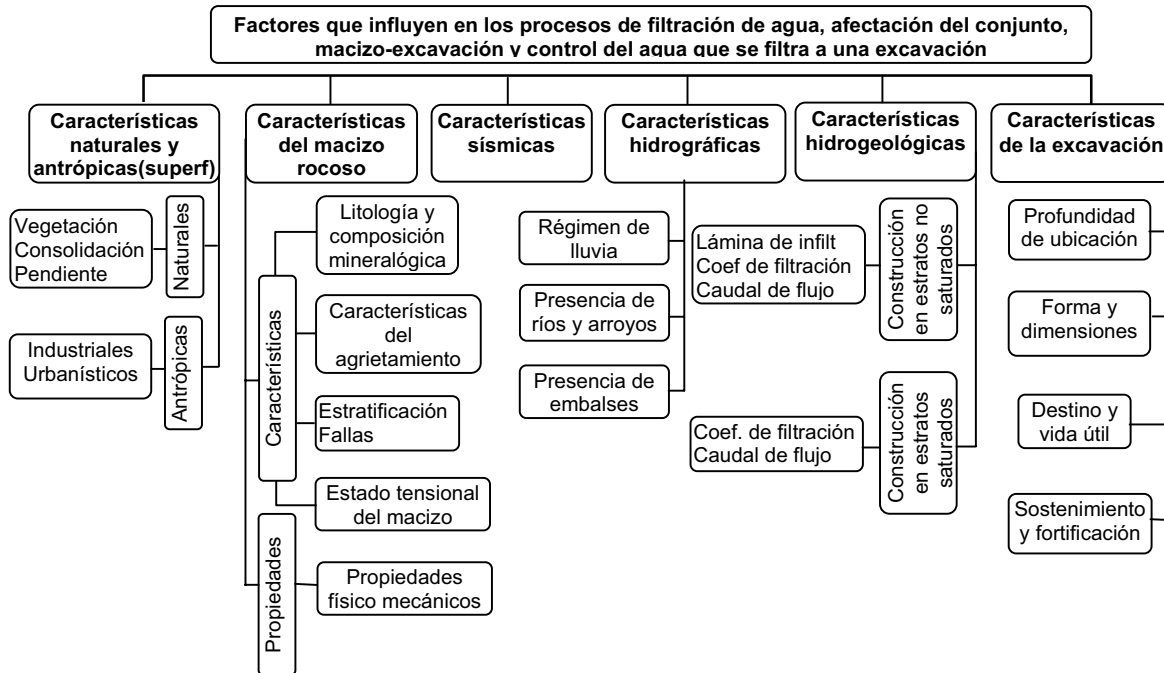 Factores que influyen en los procesos de filtración de agua, afectación del conjunto,
macizo-excavación y control del agua que se filtra a una excavación
Características
naturales y
antrópicas(superf)
Características
del macizo
rocoso
Características
sísmicas
Características
hidrográficas
Características
hidrogeológicas
Características
de la excavación
Vegetación
Consolidación
Pendiente
Naturales
Industriales
Urbanísticos
Antrópicas
Características
Litología y
composición
mineralógica
Características
del
agrietamiento
Estratificación
Fallas
Estado tensional
del macizo
Propiedades
Propiedades
físico mecánicos
Régimen de
lluvia
Presencia de
ríos y arroyos
Presencia de
embalses
Lámina de infilt
Coef de filtración
Caudal de flujo
Construcción
en estratos no
saturados
Coef. de filtración
Caudal de flujo
Construcción
en estratos
saturados
Profundidad
de ubicación
Forma y
dimensiones
Destino y
vida útil
Sostenimiento
y fortificación